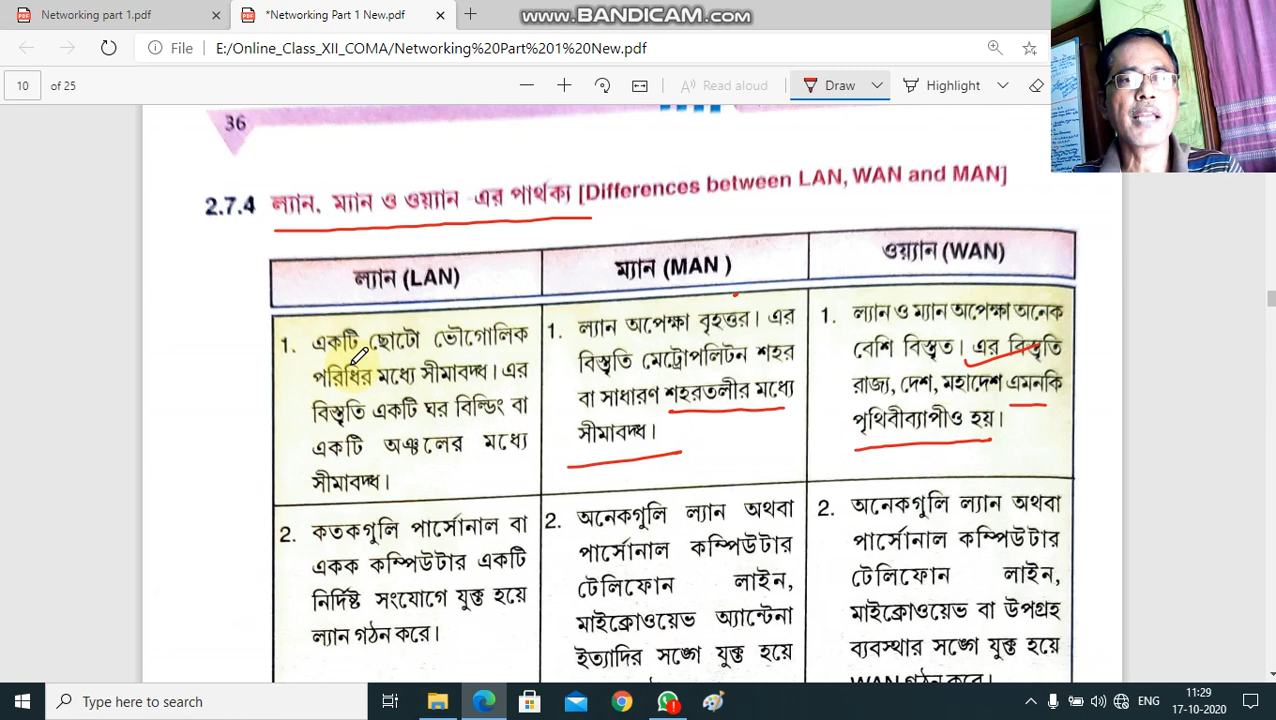 Networking part 1.pdf
*Networking Part 1 New.pdf
www.BANDICAM.com
File
E:/Online_Class_XII_COMA/Networking%20Part%201%20New.pdf
10 of 25
Read aloud
Draw
Highlight
36
2.7.4 ল্যান, ম্যান ও ওয়্যান -এর পার্থক্য [Differences between LAN, WAN and MAN]
ল্যান (LAN)
1. একটি ছোটো ভৌগোলিক
পরিধির মধ্যে সীমাবদ্ধ। এর
বিস্তৃতি একটি ঘর বিল্ডিং বা
একটি অঞ্চলের মধ্যে
সীমাবদ্ধ।
2. কতকগুলি পার্সোনাল বা
একক কম্পিউটার একটি
নির্দিষ্ট সংযোগে যুক্ত হয়ে
ল্যান গঠন করে।
ম্যান (MAN )
1. ল্যান অপেক্ষা বৃহত্তর। এর
বিস্তৃতি মেট্রোপলিটন শহর
বা সাধারণ শহরতলীর মধ্যে
সীমাবদ্ধ।
2. অনেকগুলি ল্যান অথবা
পার্সোনাল কম্পিউটার
টেলিফোন লাইন,
মাইক্রোওয়েভ অ্যান্টেনা
ইত্যাদির সঙ্গে যুক্ত হয়ে
ওয়্যান (WAN)
1. ল্যান ও ম্যান অপেক্ষা অনেক
বেশি বিস্তৃত। এর বিস্তৃতি
রাজ্য, দেশ, মহাদেশ এমনকি
পৃথিবীব্যাপীও হয়।
2. অনেকগুলি ল্যান অথবা
পার্সোনাল কম্পিউটার
টেলিফোন লাইন,
মাইক্রোওয়েভ বা উপগ্রহ
ব্যবস্থার সঙ্গে যুক্ত হয়ে
WAN গঠন করে।
Type here to search
ENG
11:29
17-10-2020